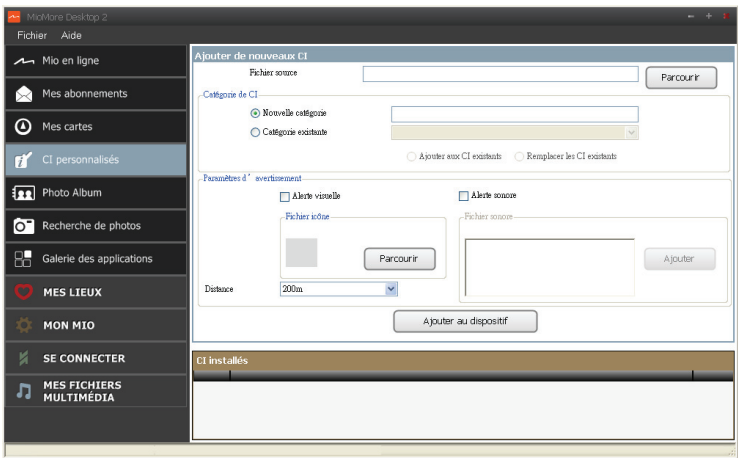 MioMore Desktop 2
Fichier Aide
Mio en ligne
Mes abonnements
Mes cartes
CI personnalisés
Photo Album
Recherche de photos
Galerie des applications
MES LIEUX
MON MIO
SE CONNECTER
MES FICHIERS
MULTIMÉDIA
Ajouter de nouveaux CI
Fichier source
Parcourir
Catégorie de CI
Nouvelle catégorie
Catégorie existante
Ajouter aux CI existants Remplacer les CI existants
Paramètres d' avertissement
Alerte visuelle
Alerte sonore
Fichier icône
Fichier sonore
Parcourir
Ajouter
Distance
200m
Ajouter au dispositif
CI installés